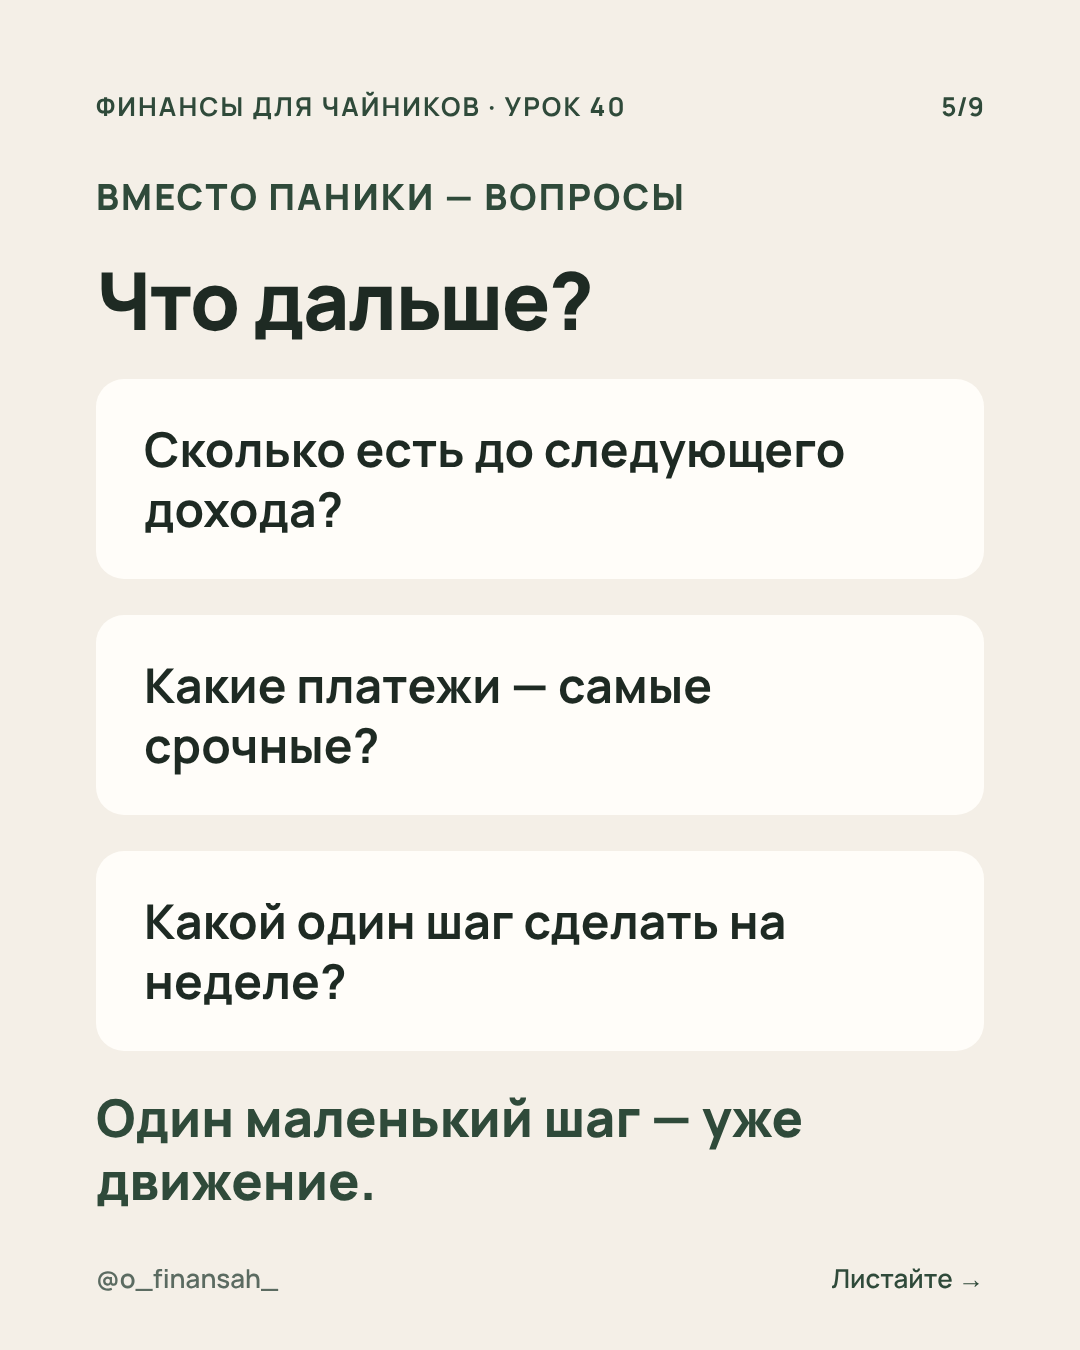 ФИНАНСЫ ДЛЯ ЧАЙНИКОВ · УРОК 40
5/9
ВМЕСТО ПАНИКИ — ВОПРОСЫ
Что дальше?
Сколько есть до следующего
дохода?
Какие платежи — самые
срочные?
Какой один шаг сделать на
неделе?
Один маленький шаг — уже
движение.
@o_finansah_
Листайте →